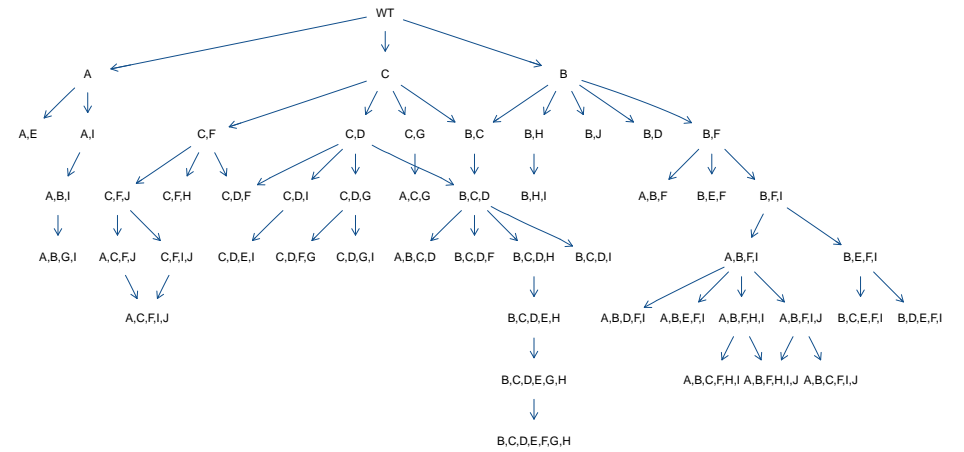 WT
A C B
A,E A,I C,F C,D C,G B,C B,H B,J B,D B,F
A,B,I C,F,J C,F,H C,D,F C,D,I C,D,G A,C,G B,C,D B,H,I A,B,F B,E,F B,F,I
A,B,G,I A,C,F,J C,F,I,J C,D,E,I C,D,F,G C,D,G,I A,B,C,D B,C,D,F B,C,D,H B,C,D,I A,B,F,I B,E,F,I
A,C,F,I,J B,C,D,E,H A,B,D,F,I A,B,E,F,I A,B,F,H,I A,B,F,I,J B,C,E,F,I B,D,E,F,I
B,C,D,E,G,H A,B,C,F,H,I A,B,F,H,I,J A,B,C,F,I,J
B,C,D,E,F,G,H